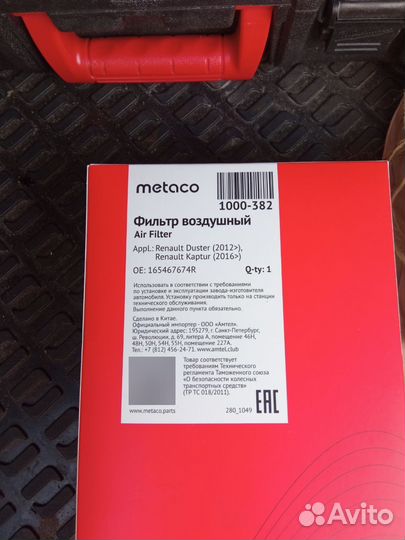 metaco
1000-382
Фильтр воздушный
Air Filter
Appl.: Renault Duster (2012>),
Renault Kaptur (2016>)
OE: 165467674R
Q-ty: 1
Использовать в соответствии с требованиями
по установке и эксплуатации завода-изготовителя
автомобиля. Установку производить только на станции
технического обслуживания.
Выполнение данного пункта обязательно.
Сделано в Китае.
Официальный импортер - ООО «Амтел».
Юридический адрес: 195279, г. Санкт-Петербург,
ш. Революции, д. 69, литера А, помещение 46Н,
48Н, 50Н, 54Н, 55Н, помещение 227А.
Тел.: +7 (812) 456-24-71. www.amtel.club
Товар соответствует
требованиям Технического
регламента Таможенного союза
«О безопасности колесных
транспортных средств»
(ТР ТС 018/2011).
www.metaco.parts
280_1049
EAC
Avito